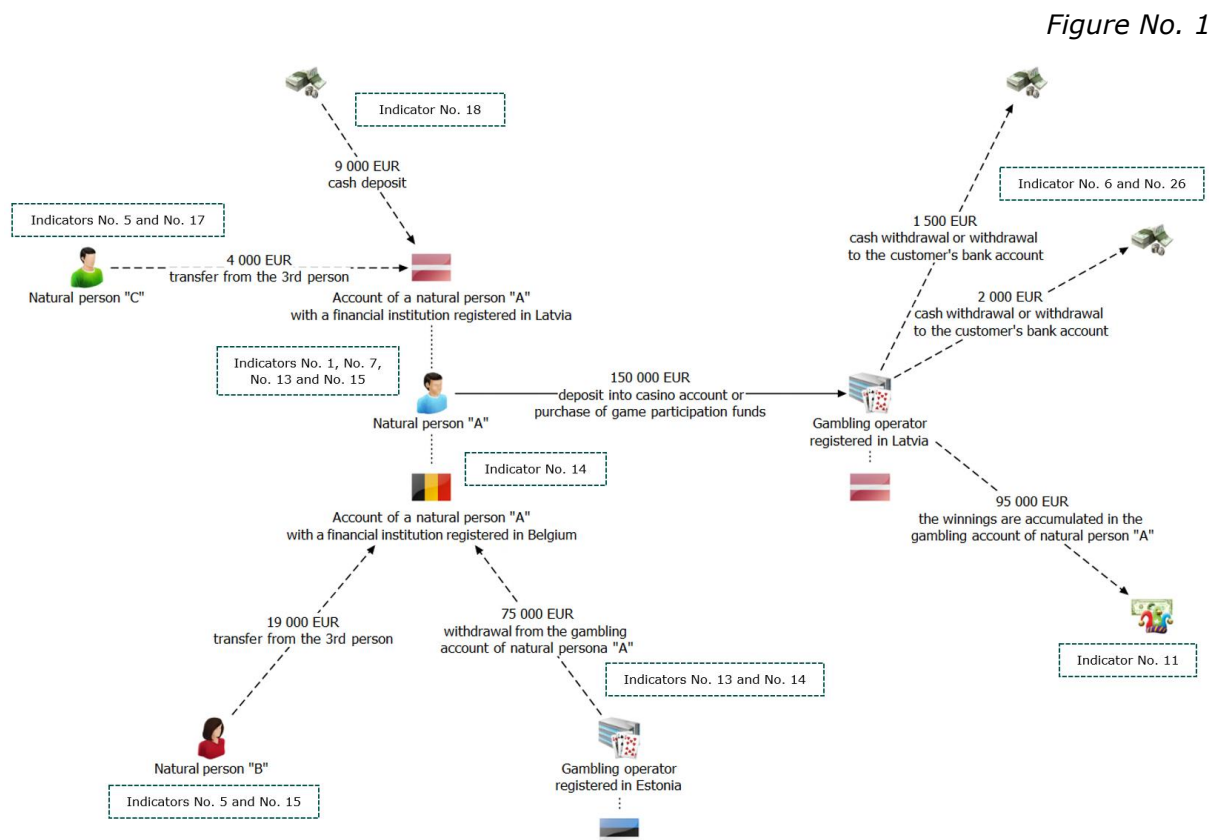 Figure No. 1
Indicator No. 18
9 000 EUR
cash deposit
Indicator No. 6 and No. 26
Indicators No. 5 and No. 17
1 500 EUR
cash withdrawal or withdrawal
to the customer's bank account
4 000 EUR
transfer from the 3rd person
Natural person "C"
Account of a natural person "A"
with a financial institution registered in Latvia
2 000 EUR
cash withdrawal or withdrawal
to the customer's bank account
Indicators No. 1, No. 7,
No. 13 and No. 15
150 000 EUR
deposit into casino account or
purchase of game participation funds
Natural person "A"
Gambling operator
registered in Latvia
Indicator No. 14
Account of a natural person "A"
with a financial institution registered in Belgium
95 000 EUR
the winnings are accumulated in the
gambling account of natural person "A"
19 000 EUR
transfer from the 3rd person
75 000 EUR
withdrawal from the gambling
account of natural persona "A"
Indicator No. 11
Indicators No. 13 and No. 14
Natural person "B"
Indicators No. 5 and No. 15
Gambling operator
registered in Estonia